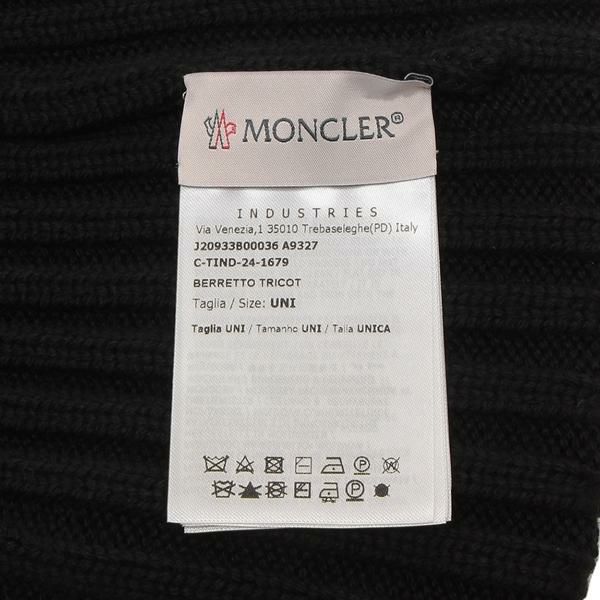 MONCLER®
INDUSTRIES
Via Venezia,1 35010 Trebaseleghe(PD) Italy
J20933B00036 A9327
C-TIND-24-1679
BERRETTO TRICOT
Taglia / Size: UNI
Taglia UNI / Tamanho UNI / Talla UNICA